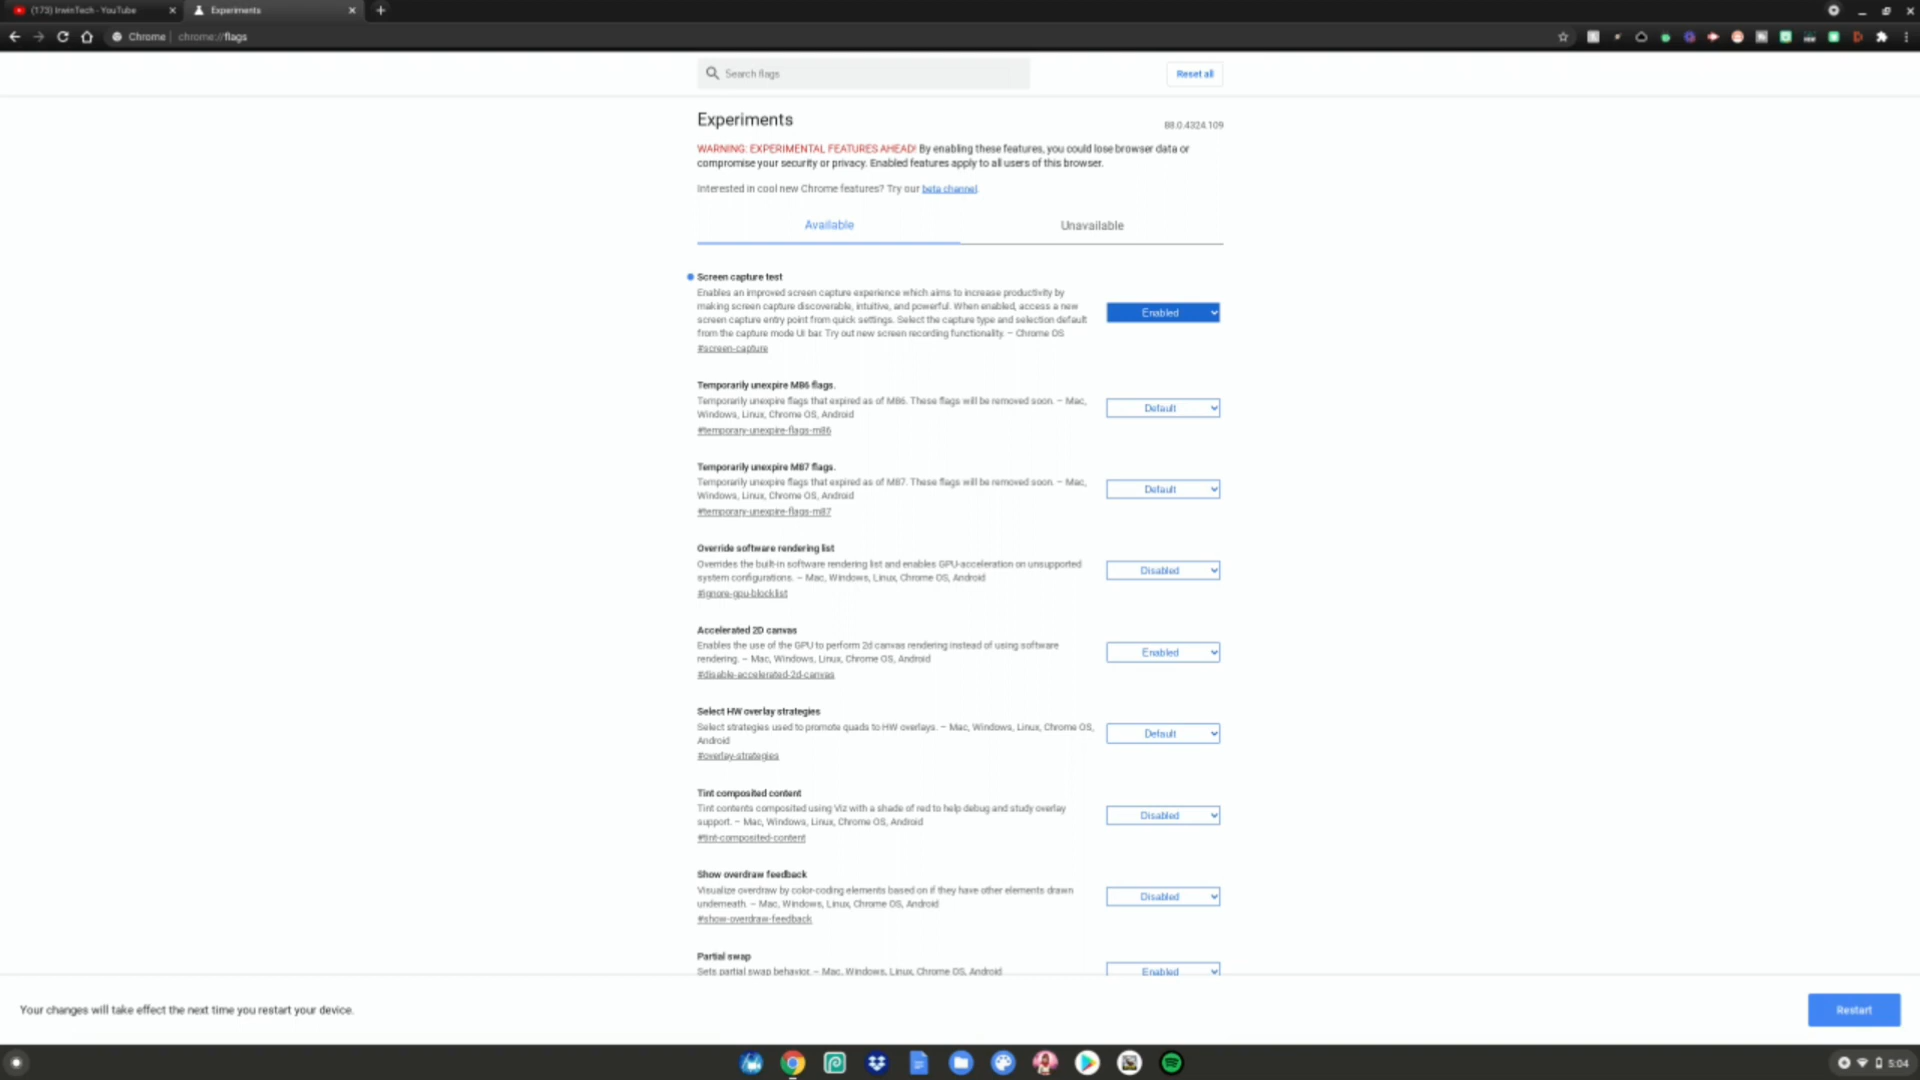 (173) IrwinTech - YouTube
Experiments
Chrome | chrome://flags
Search flags
Reset all
Experiments
88.0.4324.109
WARNING: EXPERIMENTAL FEATURES AHEAD! By enabling these features, you could lose browser data or
compromise your security or privacy. Enabled features apply to all users of this browser.
Interested in cool new Chrome features? Try our beta channel.
Available
Unavailable
Screen capture test
Enables an improved screen capture experience which aims to increase productivity by
making screen capture discoverable, intuitive, and powerful. When enabled, access a new
screen capture entry point from quick settings. Select the capture type and selection default
from the capture mode UI bar. Try out new screen recording functionality. – Chrome OS
#screen-capture
Enabled
Temporarily unexpire M86 flags.
Temporarily unexpire flags that expired as of M86. These flags will be removed soon. – Mac,
Windows, Linux, Chrome OS, Android
#temporary-unexpire-flags-m86
Default
Temporarily unexpire M87 flags.
Temporarily unexpire flags that expired as of M87. These flags will be removed soon. – Mac,
Windows, Linux, Chrome OS, Android
#temporary-unexpire-flags-m87
Default
Override software rendering list
Overrides the built-in software rendering list and enables GPU-acceleration on unsupported
system configurations. – Mac, Windows, Linux, Chrome OS, Android
#ignore-gpu-blocklist
Disabled
Accelerated 2D canvas
Enables the use of the GPU to perform 2d canvas rendering instead of using software
rendering. – Mac, Windows, Linux, Chrome OS, Android
#disable-accelerated-2d-canvas
Enabled
Select HW overlay strategies
Select strategies used to promote quads to HW overlays. – Mac, Windows, Linux, Chrome OS,
Android
#overlay-strategies
Default
Tint composited content
Tint contents composited using Viz with a shade of red to help debug and study overlay
support. – Mac, Windows, Linux, Chrome OS, Android
#tint-composited-content
Disabled
Show overdraw feedback
Visualize overdraw by color-coding elements based on if they have other elements drawn
underneath. – Mac, Windows, Linux, Chrome OS, Android
#show-overdraw-feedback
Disabled
Partial swap
Sets partial swap behavior. – Mac, Windows, Linux, Chrome OS, Android
Enabled
Your changes will take effect the next time you restart your device.
Restart
5:04